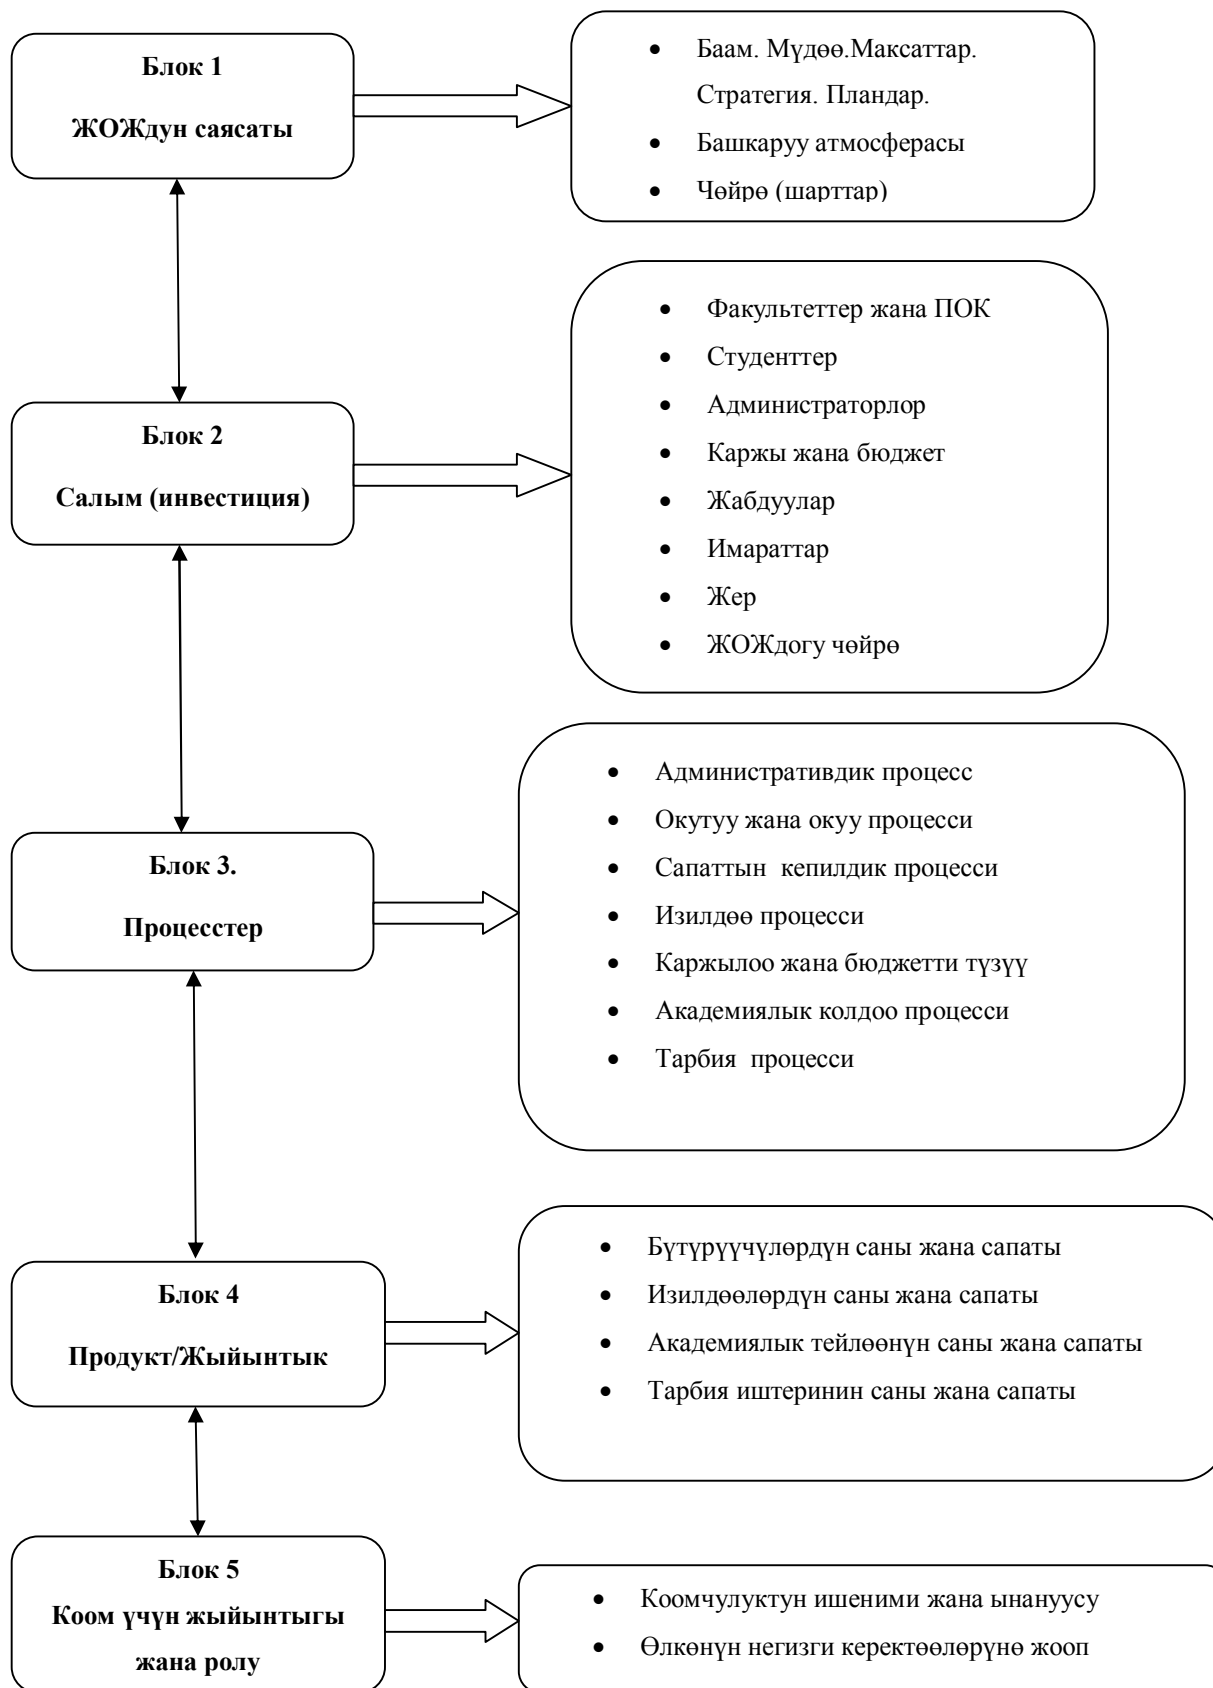 Блок 1
ЖОЖдун саясаты
• Баам. Мүдөө.Максаттар.
Стратегия. Пландар.
• Башкаруу атмосферасы
• Чөйрө (шарттар)
Блок 2
Салым (инвестиция)
• Факультеттер жана ПОК
• Студенттер
• Администраторлор
• Каржы жана бюджет
• Жабдуулар
• Имараттар
• Жер
• ЖОЖдогу чөйрө
Блок 3.
Процесстер
• Административдик процесс
• Окутуу жана окуу процесси
• Сапаттын кепилдик процесси
• Изилдөө процесси
• Каржылоо жана бюджетти түзүү
• Академиялык колдоо процесси
• Тарбия процесси
Блок 4
Продукт/Жыйынтык
• Бүтүрүүчүлөрдүн саны жана сапаты
• Изилдөөлөрдүн саны жана сапаты
• Академиялык тейлөөнүн саны жана сапаты
• Тарбия иштеринин саны жана сапаты
Блок 5
Коом үчүн жыйынтыгы
жана ролу
• Коомчулуктун ишеними жана ынануусу
• Өлкөнүн негизги керектөөлөрүнө жооп